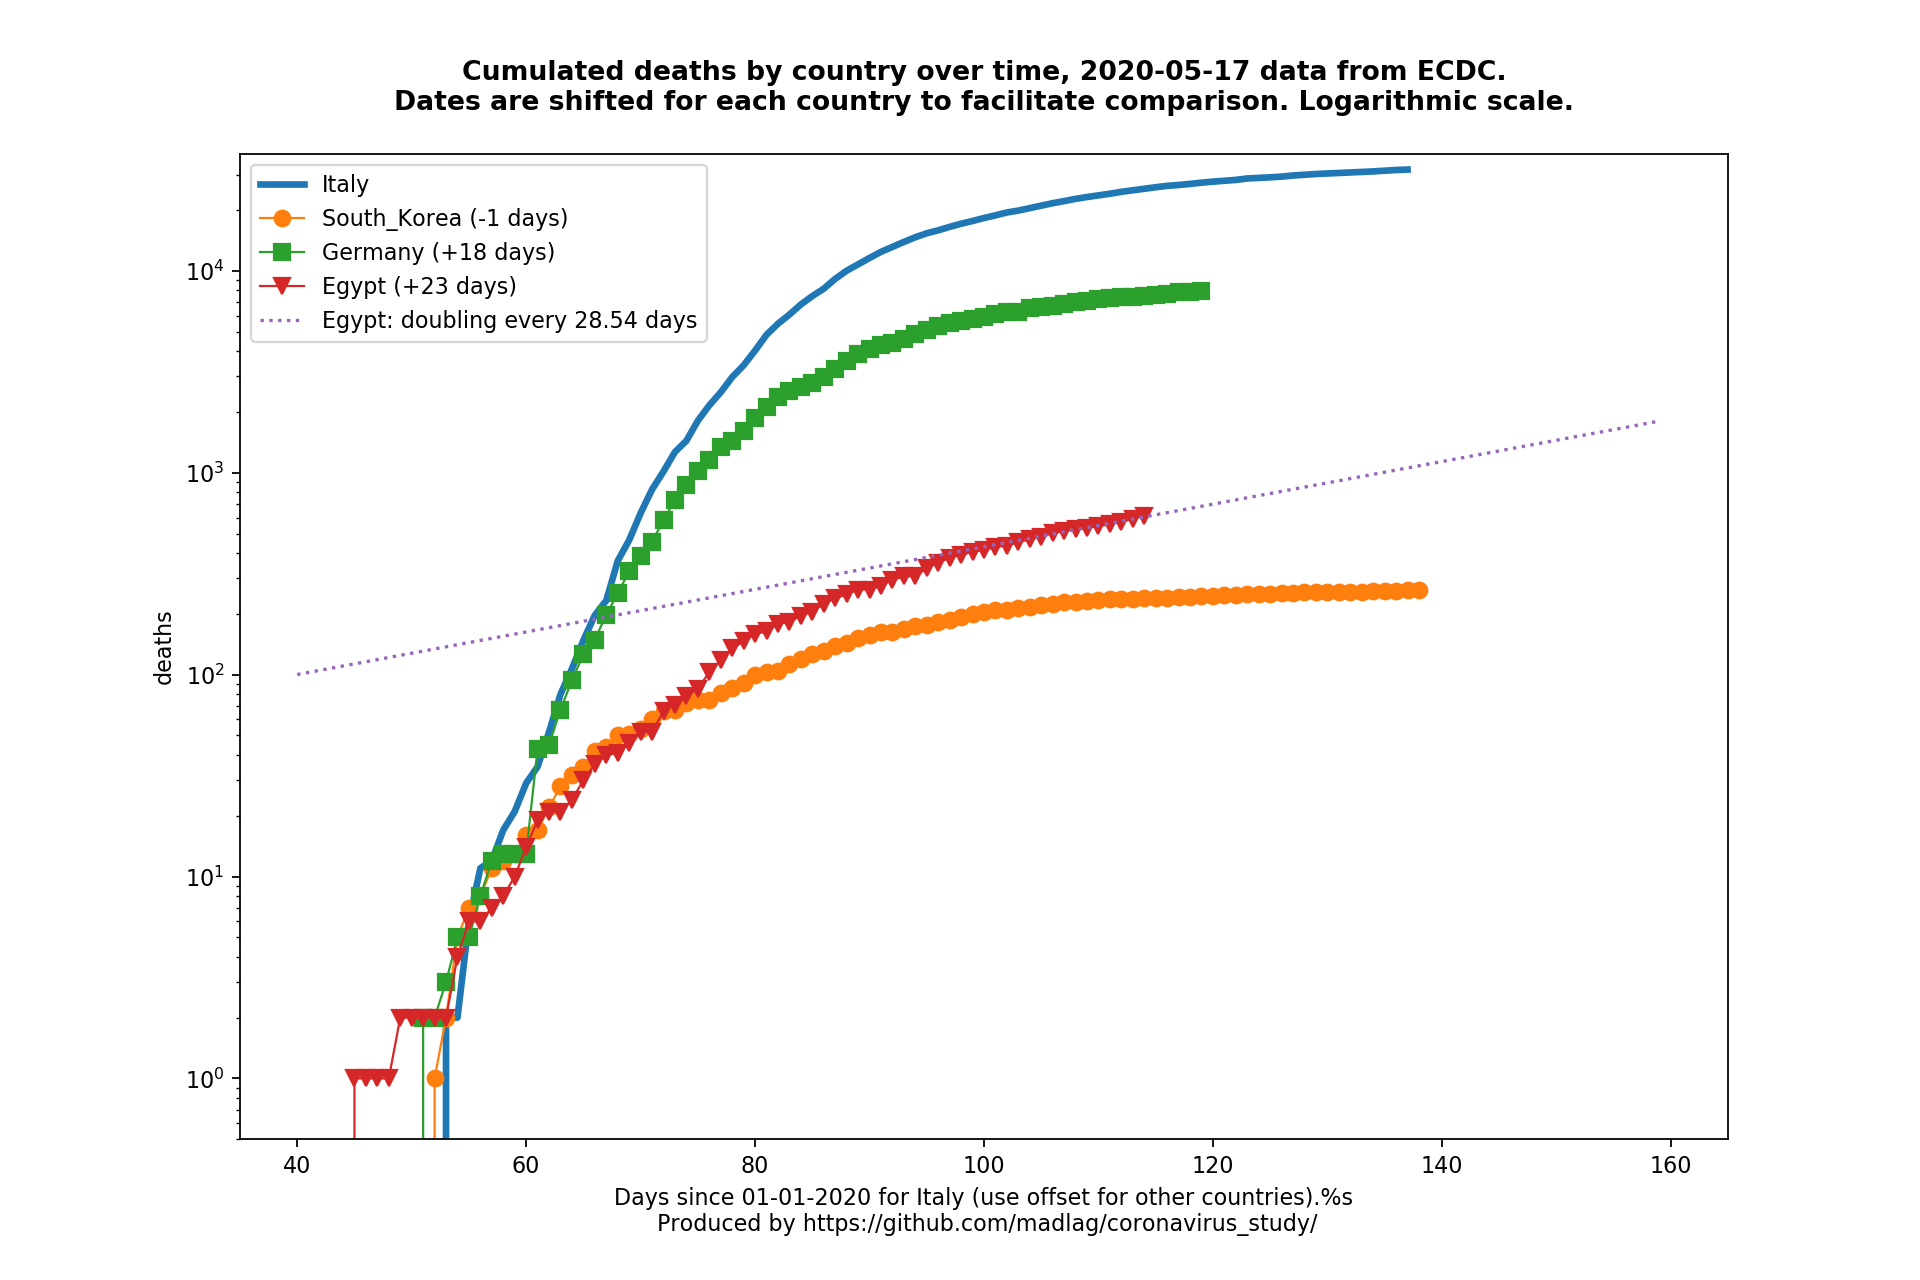 Cumulated deaths by country over time, 2020-05-17 data from ECDC.
Dates are shifted for each country to facilitate comparison. Logarithmic scale.
Italy
South_Korea (-1 days)
Germany (+18 days)
Egypt (+23 days)
Egypt: doubling every 28.54 days
deaths
10⁴
10³
10²
10¹
10⁰
40 60 80 100 120 140 160
Days since 01-01-2020 for Italy (use offset for other countries).%s
Produced by https://github.com/madlag/coronavirus_study/